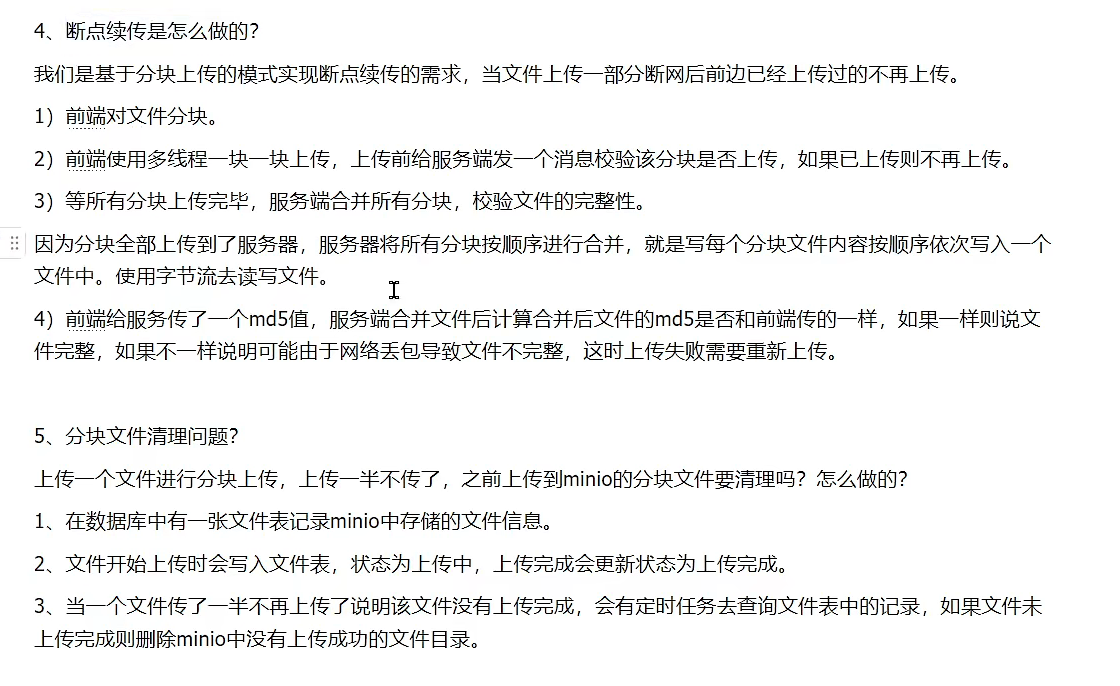 4、断点续传是怎么做的？
我们是基于分块上传的模式实现断点续传的需求，当文件上传一部分断网后前边已经上传过的不再上传。
1）前端对文件分块。
2）前端使用多线程一块一块上传，上传前给服务端发一个消息校验该分块是否上传，如果已上传则不再上传。
3）等所有分块上传完毕，服务端合并所有分块，校验文件的完整性。
因为分块全部上传到了服务器，服务器将所有分块按顺序进行合并，就是写每个分块文件内容按顺序依次写入一个
文件中。使用字节流去读写文件。
4）前端给服务传了一个md5值，服务端合并文件后计算合并后文件的md5是否和前端传的一样，如果一样则说文
件完整，如果不一样说明可能由于网络丢包导致文件不完整，这时上传失败需要重新上传。
5、分块文件清理问题？
上传一个文件进行分块上传，上传一半不传了，之前上传到minio的分块文件要清理吗？怎么做的？
1、在数据库中有一张文件表记录minio中存储的文件信息。
2、文件开始上传时会写入文件表，状态为上传中，上传完成会更新状态为上传完成。
3、当一个文件传了一半不再上传了说明该文件没有上传完成，会有定时任务去查询文件表中的记录，如果文件未
上传完成则删除minio中没有上传成功的文件目录。